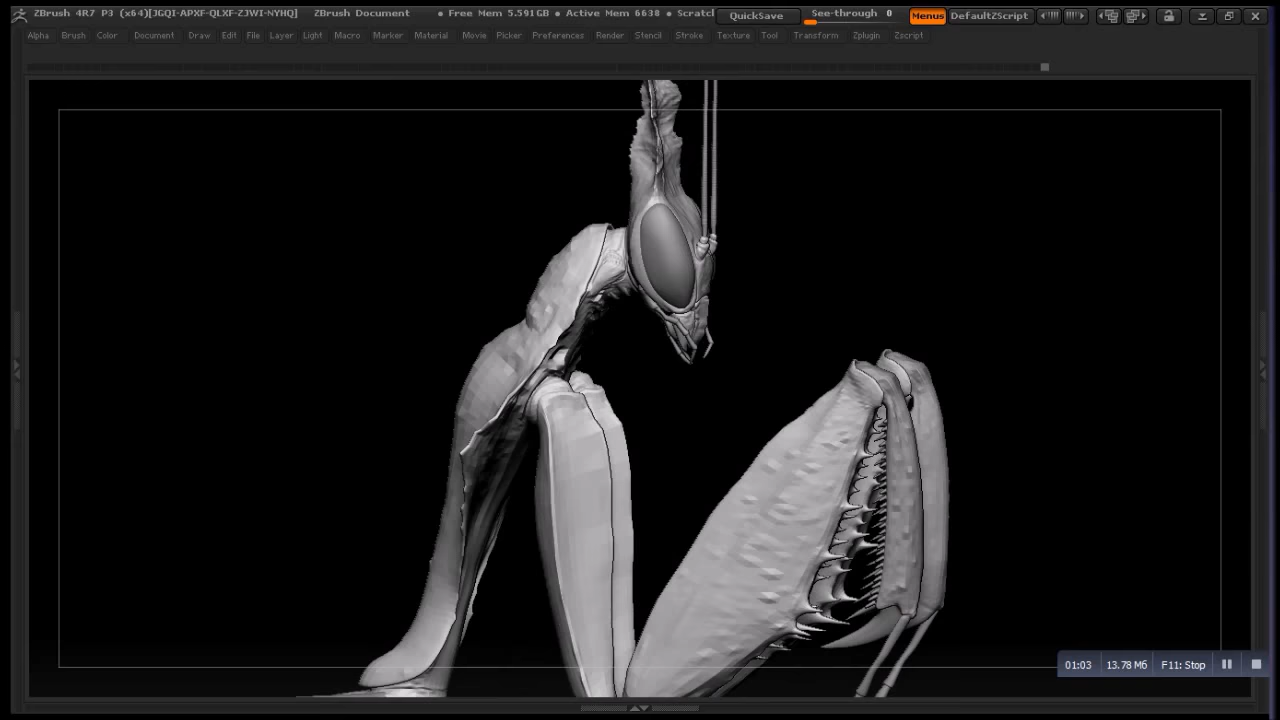 ZBrush 4R7 P3 (x64)[JGQI-APXF-QLXF-ZJWI-NYHQ] ZBrush Document • Free Mem 5.591GB • Active Mem 6638 • Scratcl QuickSave See-through 0 Menus DefaultZScript
Alpha Brush Color Document Draw Edit File Layer Light Macro Marker Material Movie Picker Preferences Render Stencil Stroke Texture Tool Transform Zplugin Zscript
01:03 13.78 Мб F11: Stop